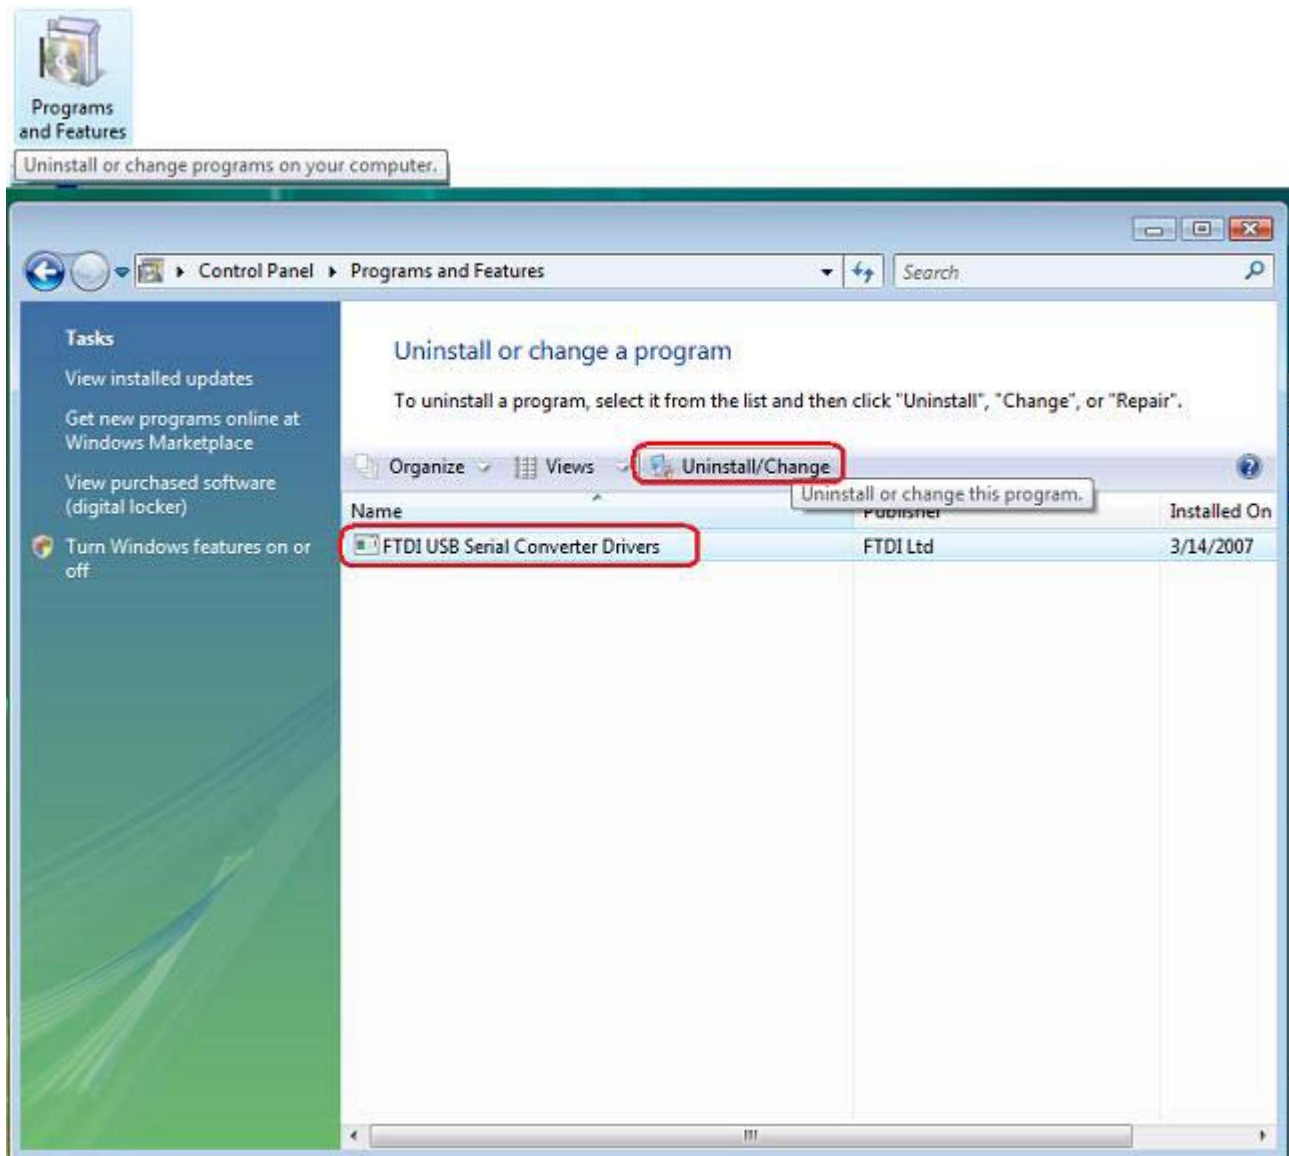 Programs
and Features
Uninstall or change programs on your computer.
Control Panel
Programs and Features
Search
Tasks
View installed updates
Get new programs online at
Windows Marketplace
View purchased software
(digital locker)
Turn Windows features on or
off
Uninstall or change a program
To uninstall a program, select it from the list and then click "Uninstall", "Change", or "Repair".
Organize
Views
Uninstall/Change
Uninstall or change this program.
Name
Publisher
Installed On
FTDI USB Serial Converter Drivers
FTDI Ltd
3/14/2007